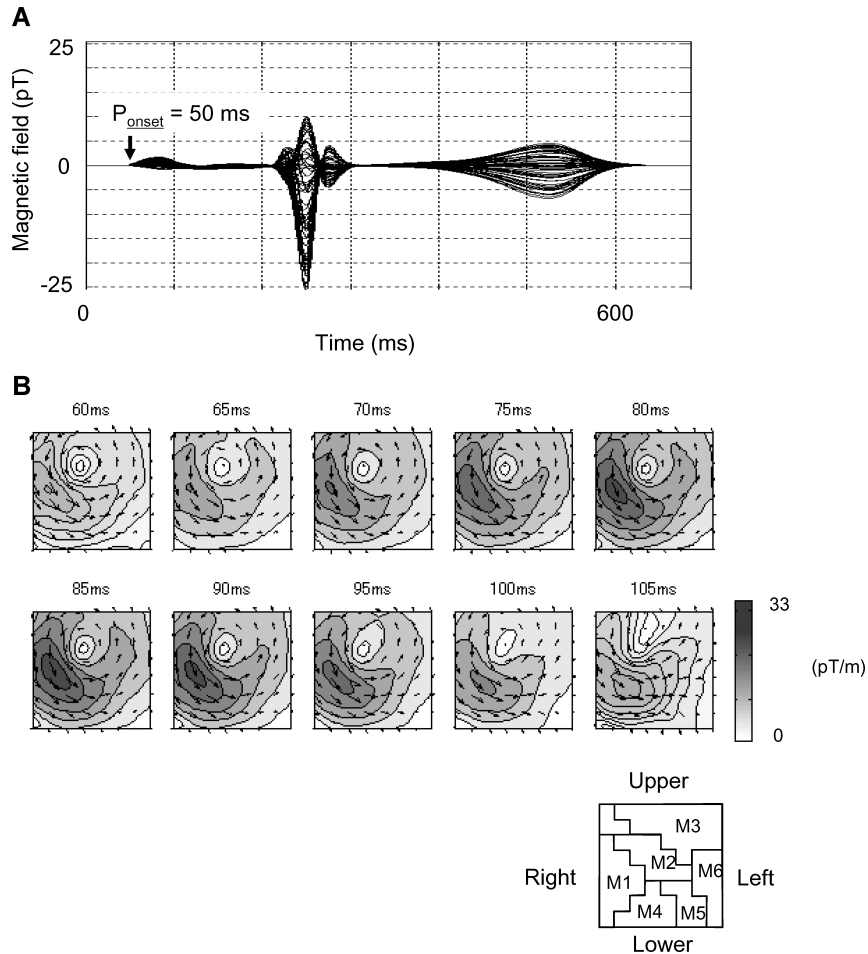 A
25
Magnetic field (pT)
P onset = 50 ms
0
-25
0
600
Time (ms)
B
60ms
65ms
70ms
75ms
80ms
85ms
90ms
95ms
100ms
105ms
33
(pT/m)
0
Upper
M3
M2
M6
Right
M1
Left
M4
M5
Lower